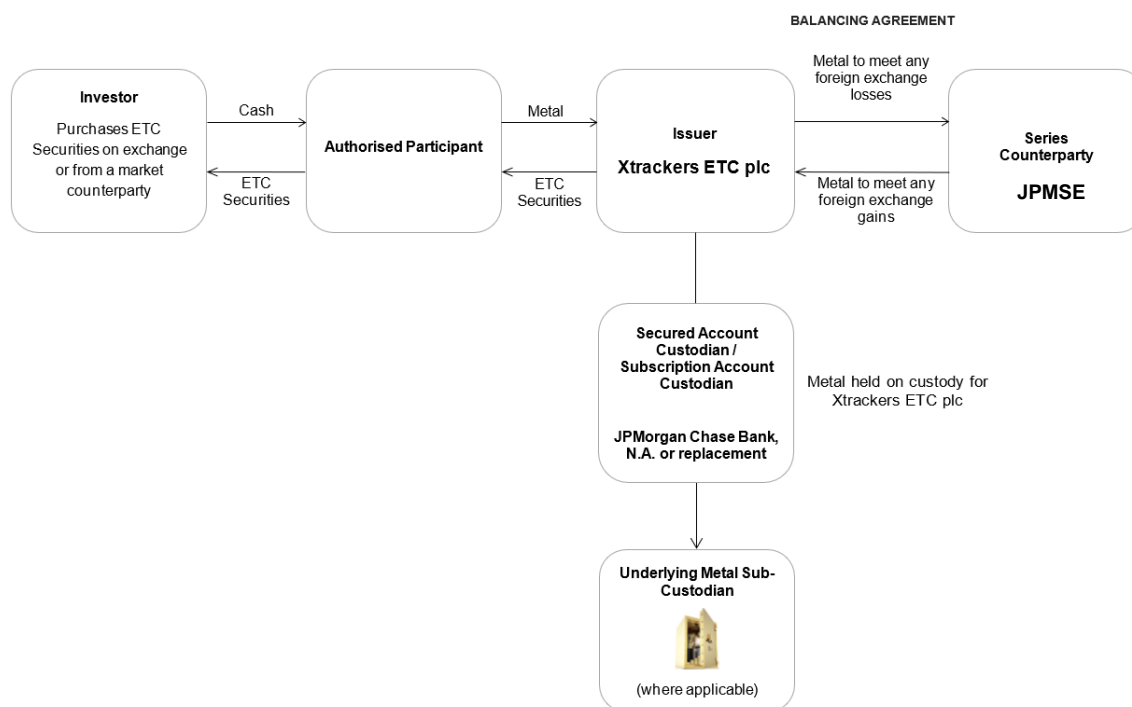 BALANCING AGREEMENT
Investor
Purchases ETC
Securities on exchange
or from a market
counterparty
Cash
ETC
Securities
Authorised Participant
Metal
ETC
Securities
Issuer
Xtrackers ETC plc
Metal to meet any
foreign exchange
losses
Metal to meet any
foreign exchange
gains
Series
Counterparty
JPMSE
Secured Account
Custodian /
Subscription Account
Custodian
JPMorgan Chase Bank,
N.A. or replacement
Metal held on custody for
Xtrackers ETC plc
Underlying Metal Sub-
Custodian
(where applicable)